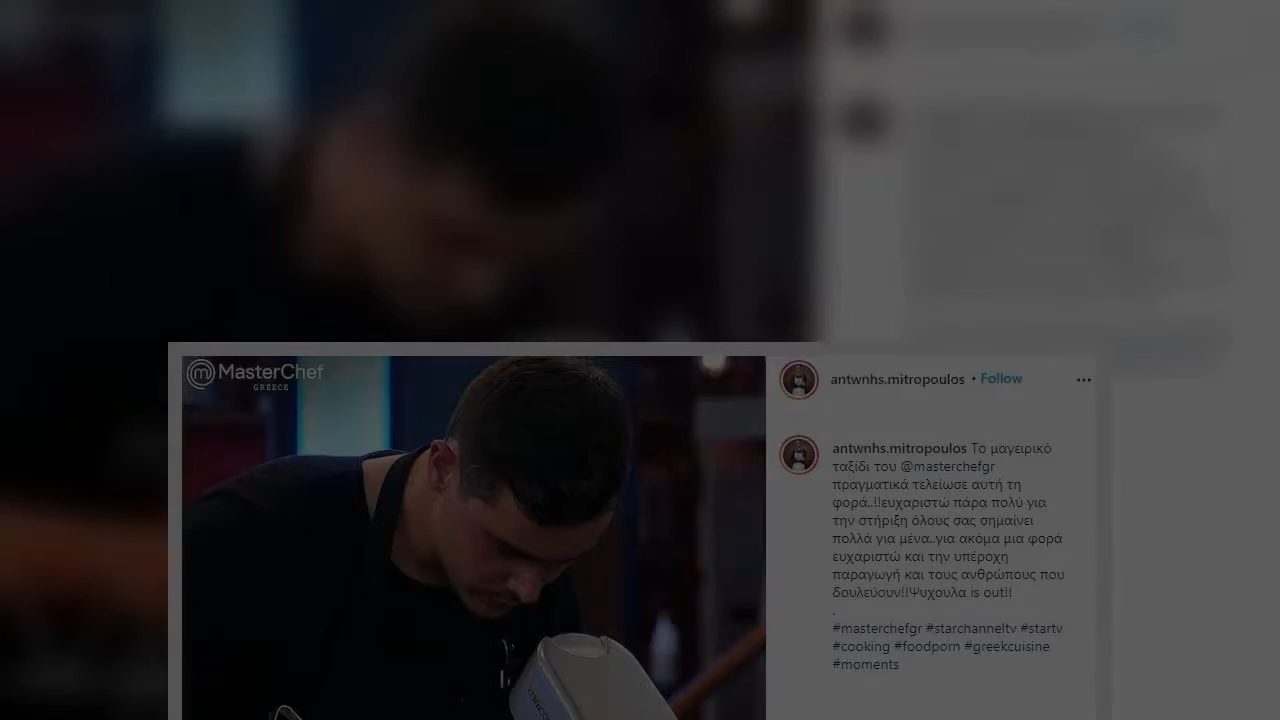 MasterChef
GREECE
antwnhs.mitropoulos • Follow
antwnhs.mitropoulos Το μαγειρικό
ταξίδι του @masterchefgr
πραγματικά τελείωσε αυτή τη
φορά..!!ευχαριστώ πάρα πολύ για
την στήριξη όλους σας σημαίνει
πολλά για μένα..για ακόμα μια φορά
ευχαριστώ και την υπέροχη
παραγωγή και τους ανθρώπους που
δουλεύουν!!Ψυχουλα is out!!
.
#masterchefgr #starchanneltv #startv
#cooking #foodporn #greekcuisine
#moments
KENWOOD